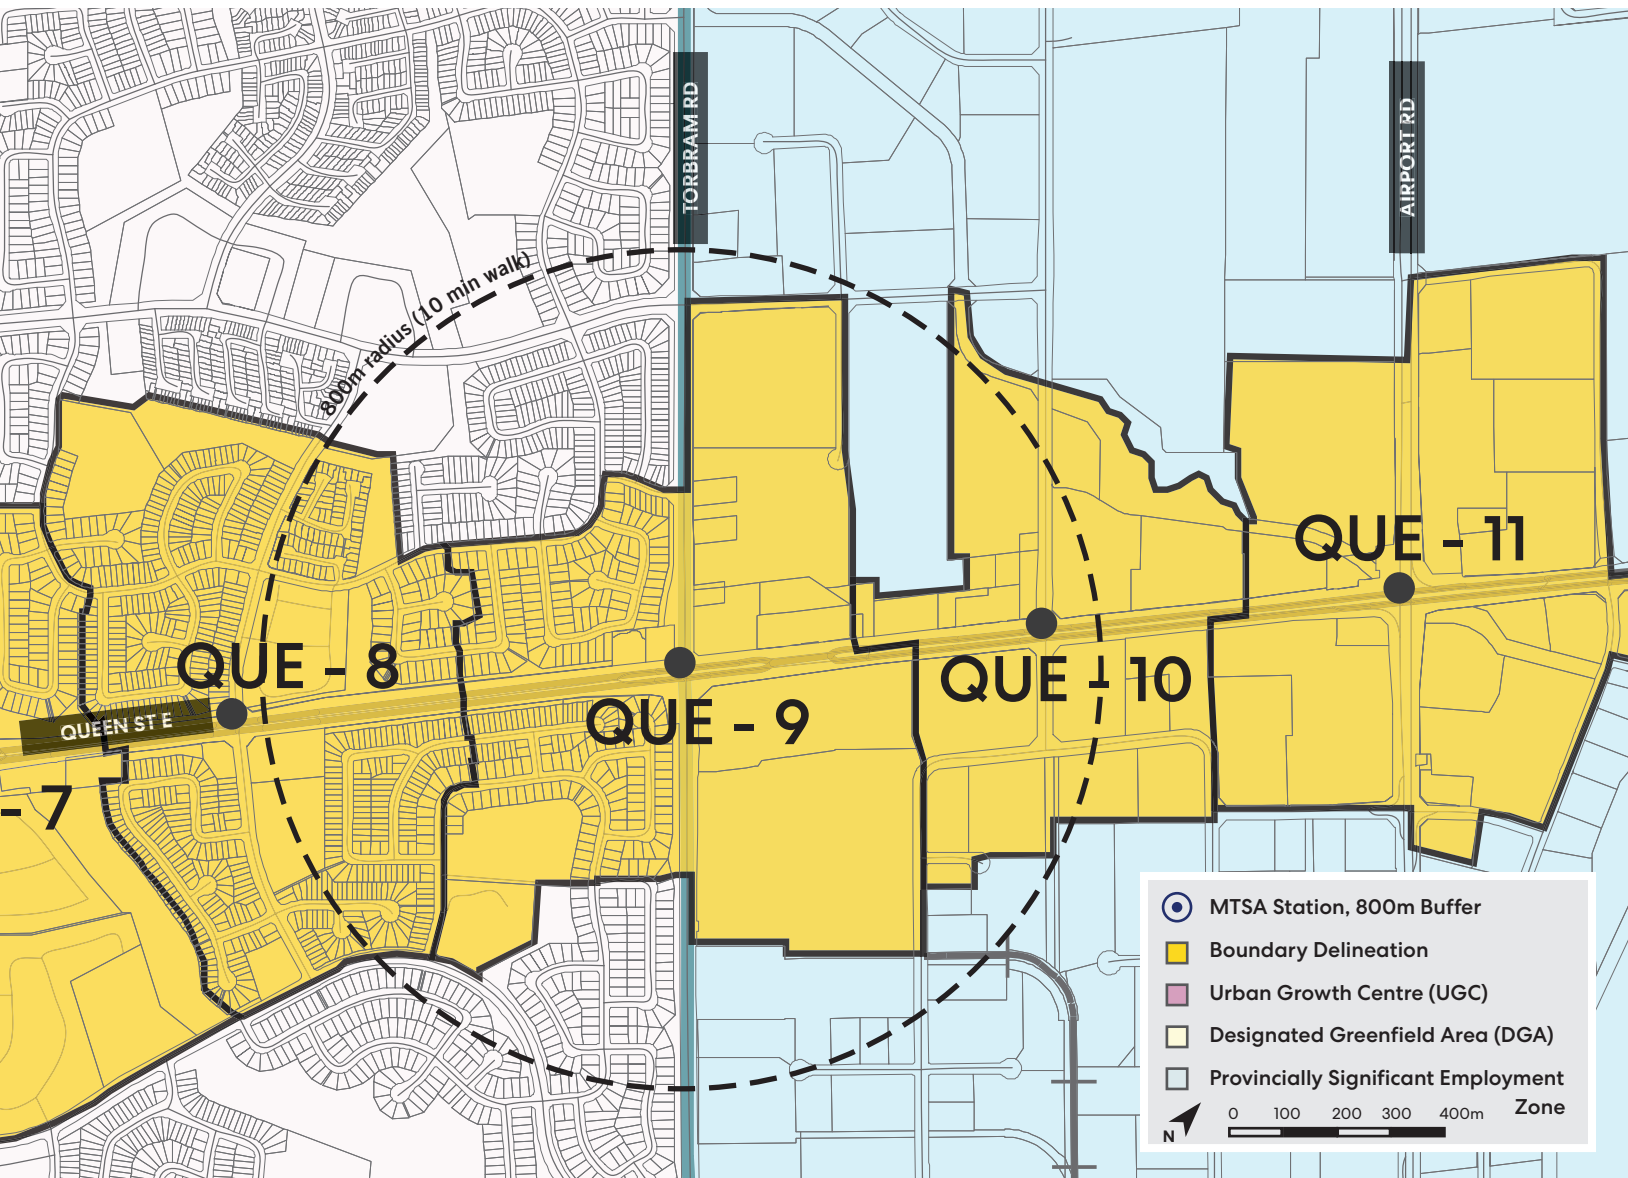 TORBRAM RD
AIRPORT RD
800m radius (10 min walk)
QUE - 11
QUE - 8
QUE - 10
QUEEN ST E
QUE - 9
- 7
MTSA Station, 800m Buffer
Boundary Delineation
Urban Growth Centre (UGC)
Designated Greenfield Area (DGA)
Provincially Significant Employment
Zone
N
0 100 200 300 400m